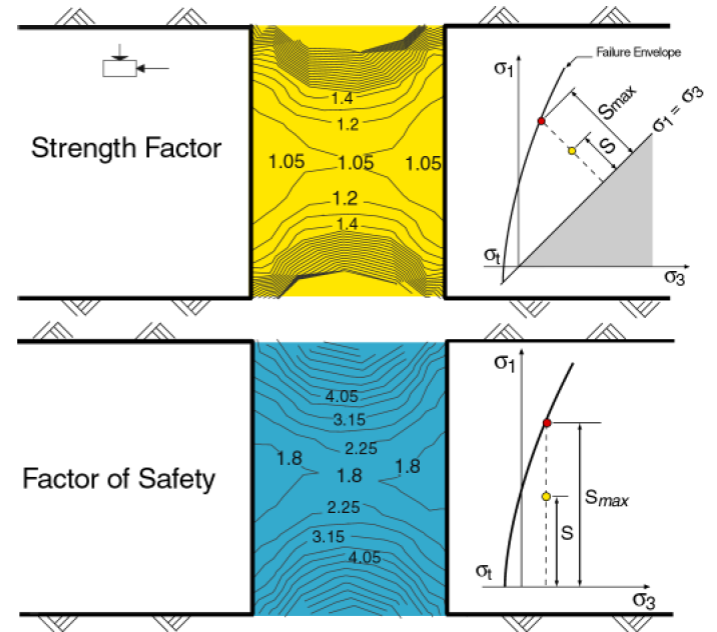 Failure Envelope
σ1
Smax
σ1 = σ3
S
1.4
1.2
Strength Factor
1.05 1.05 1.05
1.2
1.4
σt
σ3
σ1
4.05
3.15
2.25
1.8 1.8 1.8
Factor of Safety
Smax
2.25
S
3.15
4.05
σt
σ3